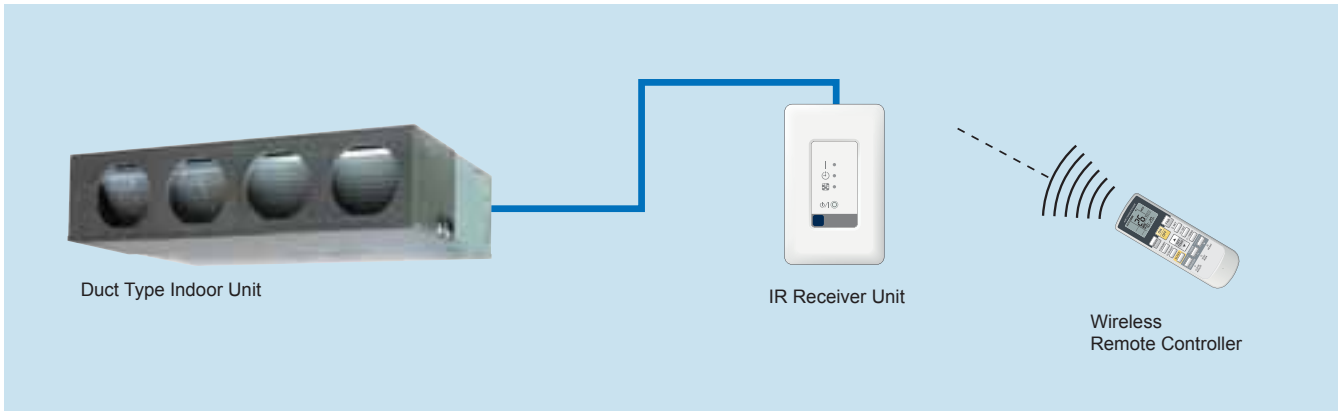 Duct Type Indoor Unit
IR Receiver Unit
Wireless
Remote Controller